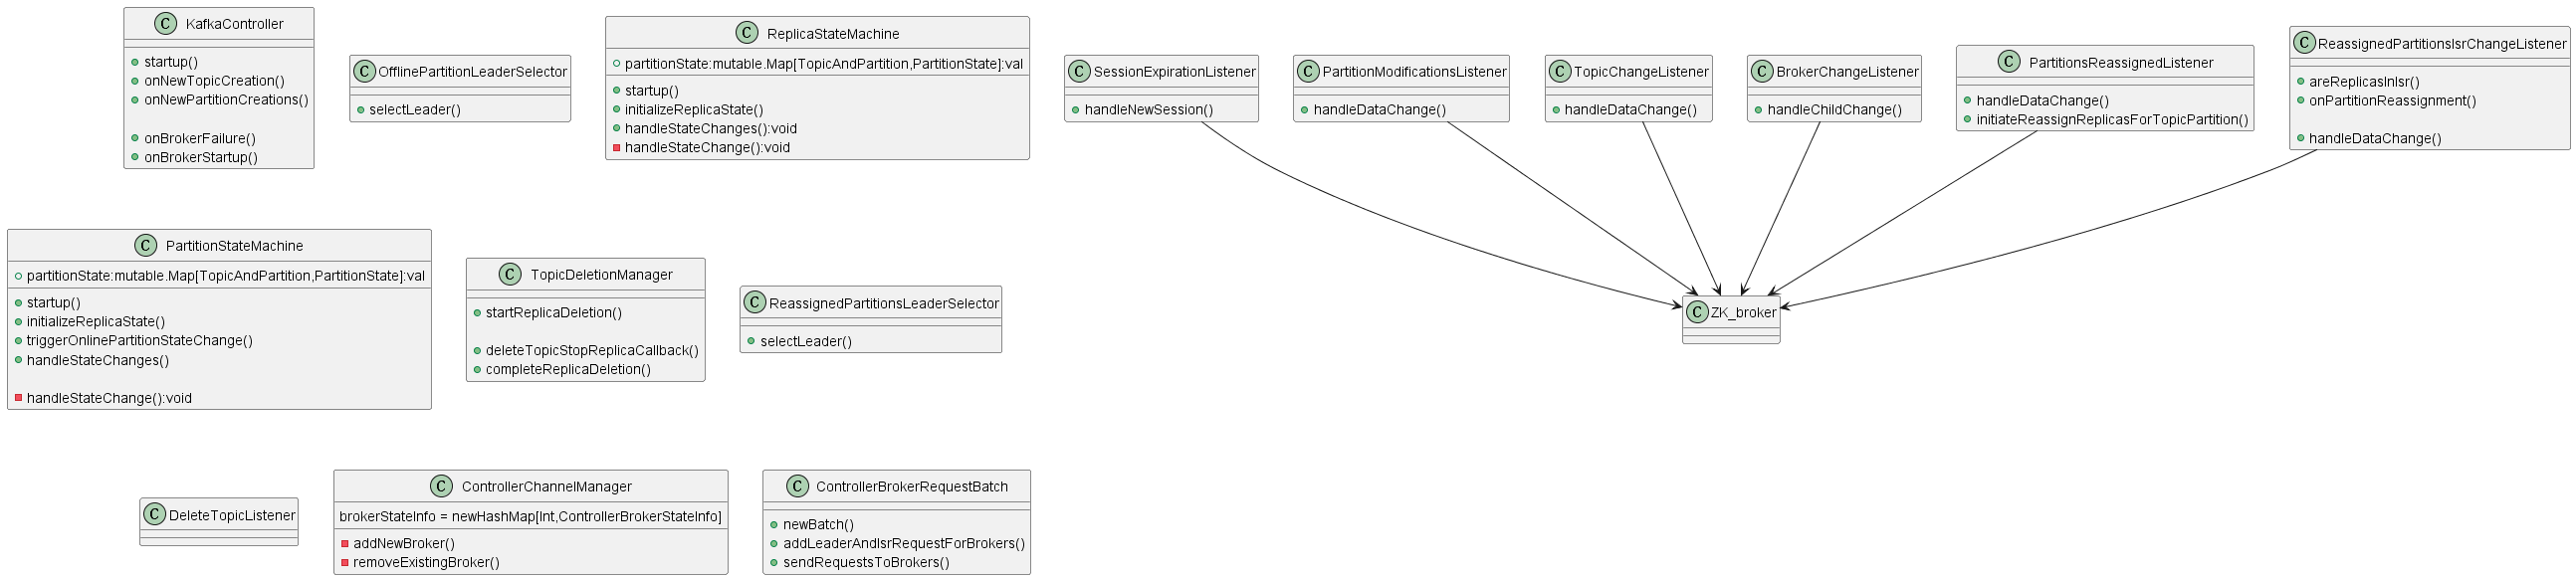 C KafkaController
startup()
onNewTopicCreation()
onNewPartitionCreations()
onBrokerFailure()
onBrokerStartup()
C OfflinePartitionLeaderSelector
selectLeader()
C ReplicaStateMachine
partitionState:mutable.Map[TopicAndPartition,PartitionState]:val
startup()
initializeReplicaState()
handleStateChanges():void
handleStateChange():void
C SessionExpirationListener
handleNewSession()
C PartitionModificationsListener
handleDataChange()
C TopicChangeListener
handleDataChange()
C BrokerChangeListener
handleChildChange()
C PartitionsReassignedListener
handleDataChange()
initiateReassignReplicasForTopicPartition()
C ReassignedPartitionsIsrChangeListener
areReplicasInIsr()
onPartitionReassignment()
handleDataChange()
C PartitionStateMachine
partitionState:mutable.Map[TopicAndPartition,PartitionState]:val
startup()
initializeReplicaState()
triggerOnlinePartitionStateChange()
handleStateChanges()
handleStateChange():void
C TopicDeletionManager
startReplicaDeletion()
deleteTopicStopReplicaCallback()
completeReplicaDeletion()
C ReassignedPartitionsLeaderSelector
selectLeader()
C ZK_broker
C DeleteTopicListener
C ControllerChannelManager
brokerStateInfo = newHashMap[Int,ControllerBrokerStateInfo]
addNewBroker()
removeExistingBroker()
C ControllerBrokerRequestBatch
newBatch()
addLeaderAndIsrRequestForBrokers()
sendRequestsToBrokers()